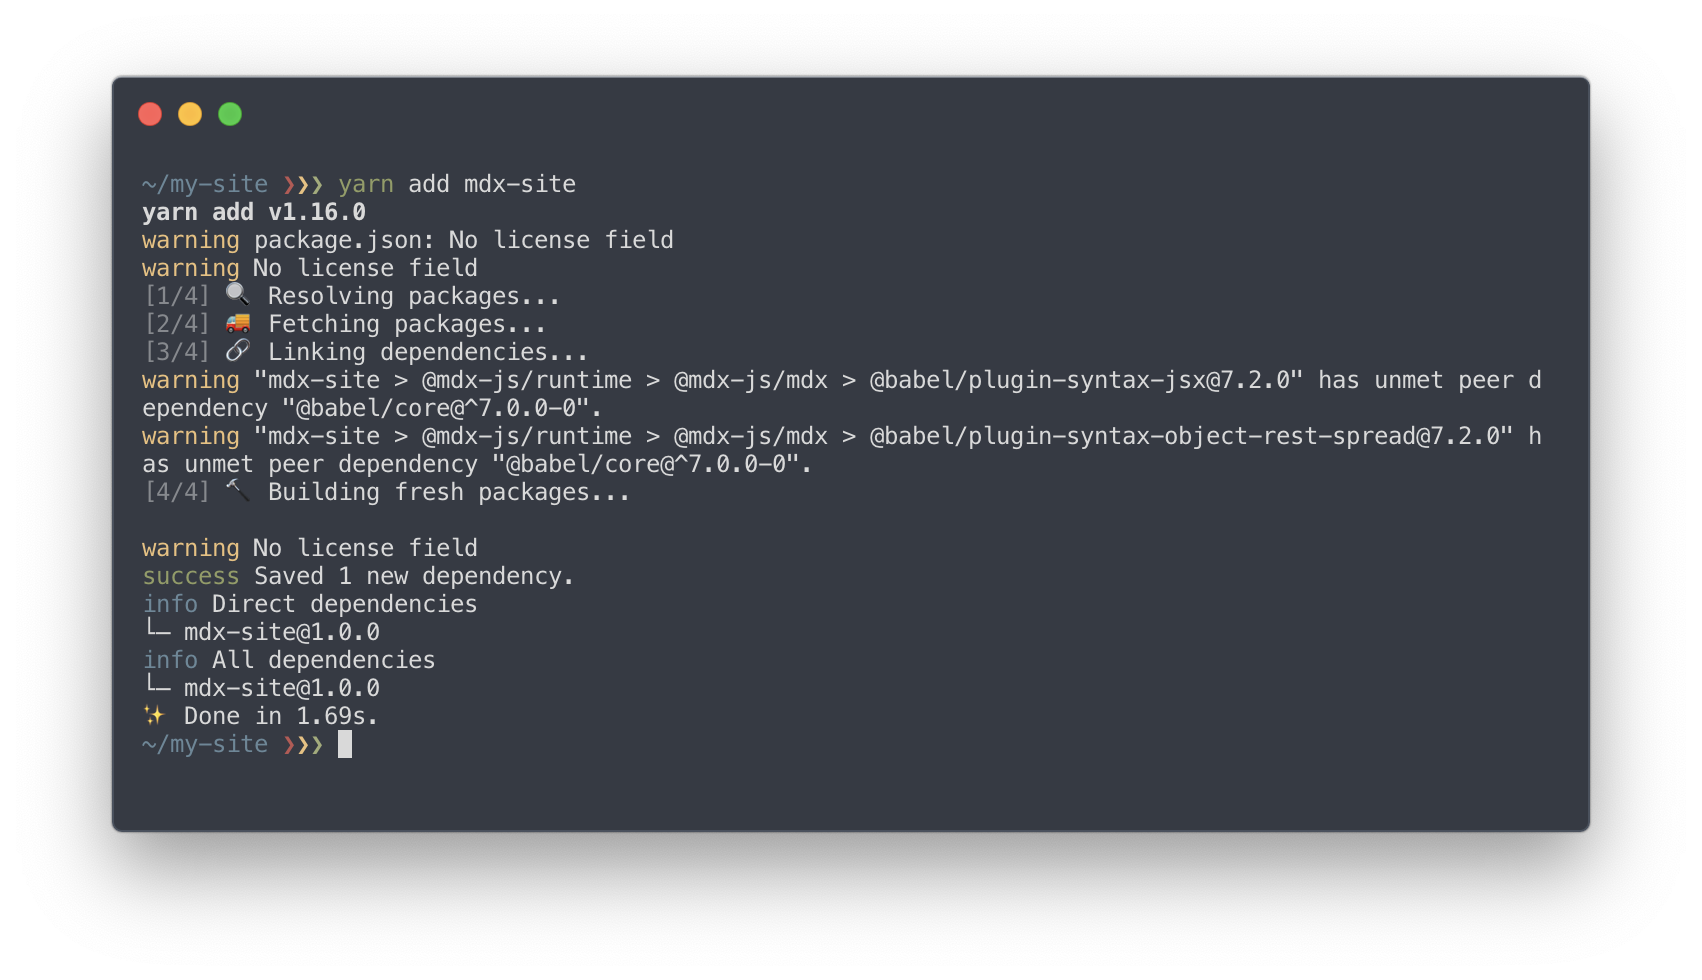 ~/my-site ❯❯❯ yarn add mdx-site
yarn add v1.16.0
warning package.json: No license field
warning No license field
[1/4] 🔍 Resolving packages...
[2/4] 🚚 Fetching packages...
[3/4] 🔗 Linking dependencies...
warning "mdx-site > @mdx-js/runtime > @mdx-js/mdx > @babel/plugin-syntax-jsx@7.2.0" has unmet peer d
ependency "@babel/core@^7.0.0-0".
warning "mdx-site > @mdx-js/runtime > @mdx-js/mdx > @babel/plugin-syntax-object-rest-spread@7.2.0" h
as unmet peer dependency "@babel/core@^7.0.0-0".
[4/4] 🔨 Building fresh packages...
warning No license field
success Saved 1 new dependency.
info Direct dependencies
└─ mdx-site@1.0.0
info All dependencies
└─ mdx-site@1.0.0
✨ Done in 1.69s.
~/my-site ❯❯❯